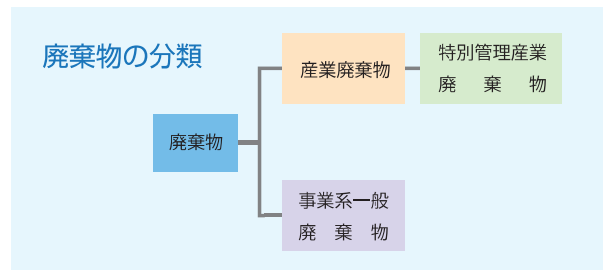 廃棄物の分類
産業廃棄物
特別管理産業
廃棄物
廃棄物
事業系一般
廃棄物